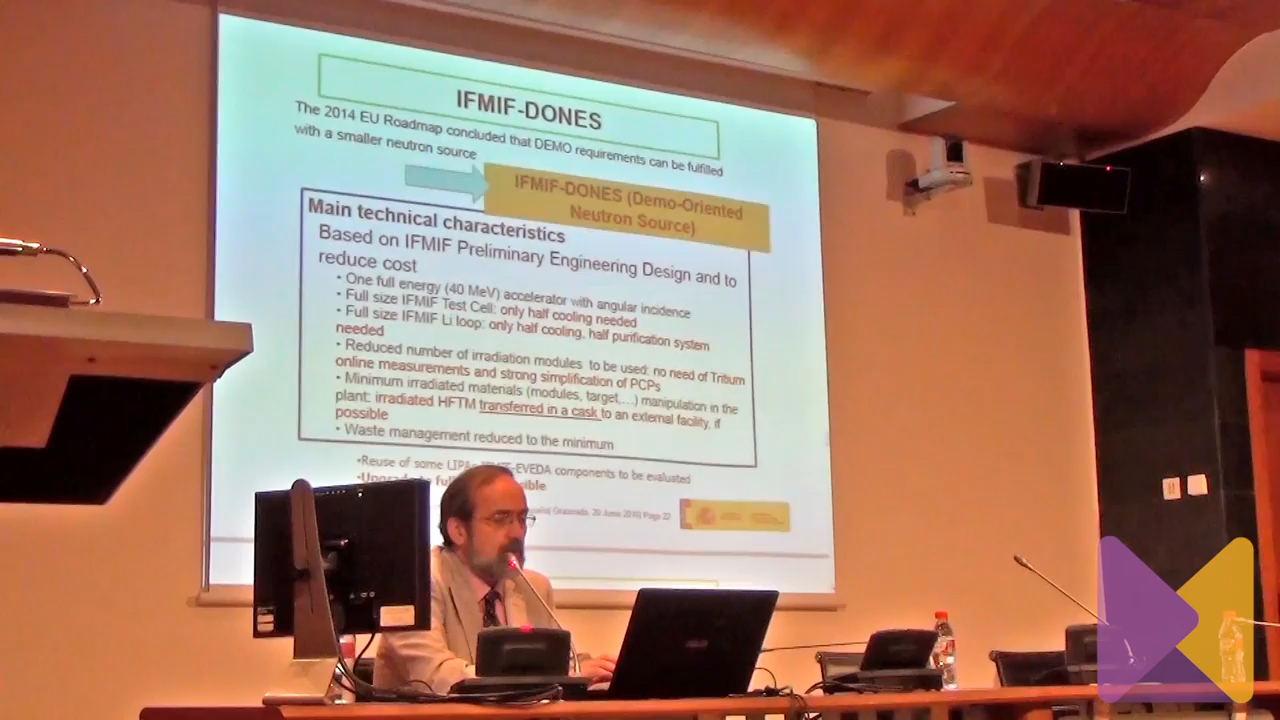 IFMIF-DONES
The 2014 EU Roadmap concluded that DEMO requirements can be fulfilled
with a smaller neutron source
IFMIF-DONES (Demo-Oriented
Neutron Source)
Main technical characteristics
Based on IFMIF Preliminary Engineering Design and to
reduce cost
• One full energy (40 MeV) accelerator with angular incidence
• Full size IFMIF Test Cell: only half cooling needed
• Full size IFMIF Li loop: only half cooling, half purification system
needed
• Reduced number of irradiation modules to be used: no need of Tritium
online measurements and strong simplification of PCPs
• Minimum irradiated materials (modules, target,...) manipulation in the
plant: irradiated HFTM transferred in a cask to an external facility, if
possible
• Waste management reduced to the minimum
•Reuse of some -EVEDA components to be evaluated
Page 22